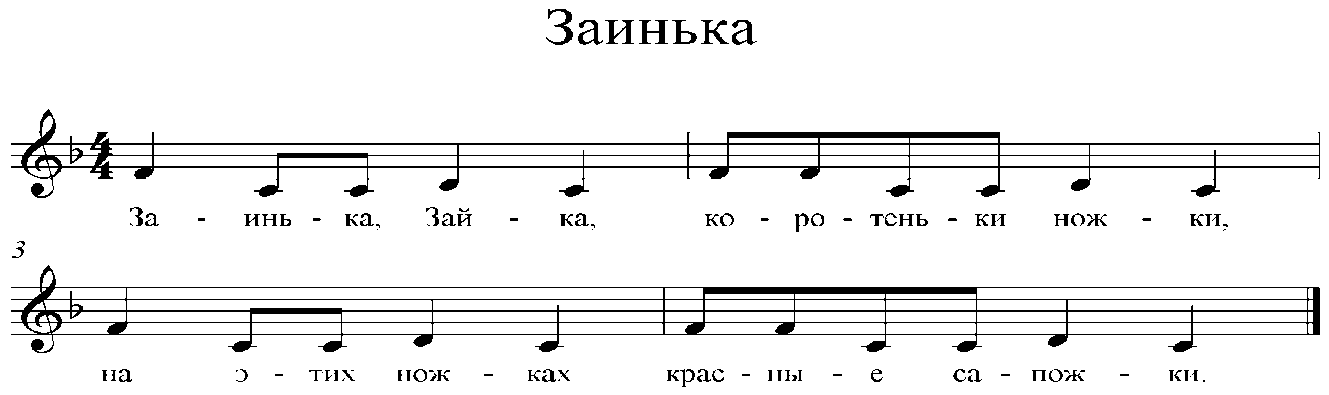 Заинька
За - инь - ка, Зай - ка, ко - ро - тень - ки нож - ки,
3
на э - тих нож - ках крас - ны - е са - пож - ки.